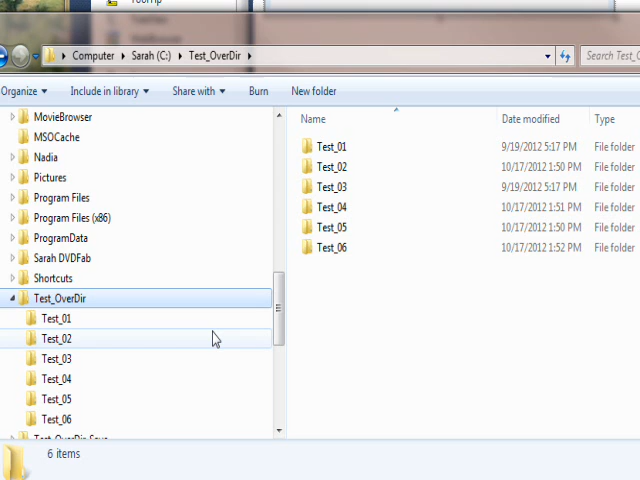 ToolTip
Computer Sarah (C:) Test_OverDir
Search Test_O
Organize Include in library Share with Burn New folder
MovieBrowser
MSOCache
Nadia
Pictures
Program Files
Program Files (x86)
ProgramData
Sarah DVDFab
Shortcuts
Test_OverDir
Test_01
Test_02
Test_03
Test_04
Test_05
Test_06
Test_OverDir Save
Name Date modified Type
Test_01 9/19/2012 5:17 PM File folder
Test_02 10/17/2012 1:50 PM File folder
Test_03 9/19/2012 5:17 PM File folder
Test_04 10/17/2012 1:51 PM File folder
Test_05 10/17/2012 1:50 PM File folder
Test_06 10/17/2012 1:52 PM File folder
6 items